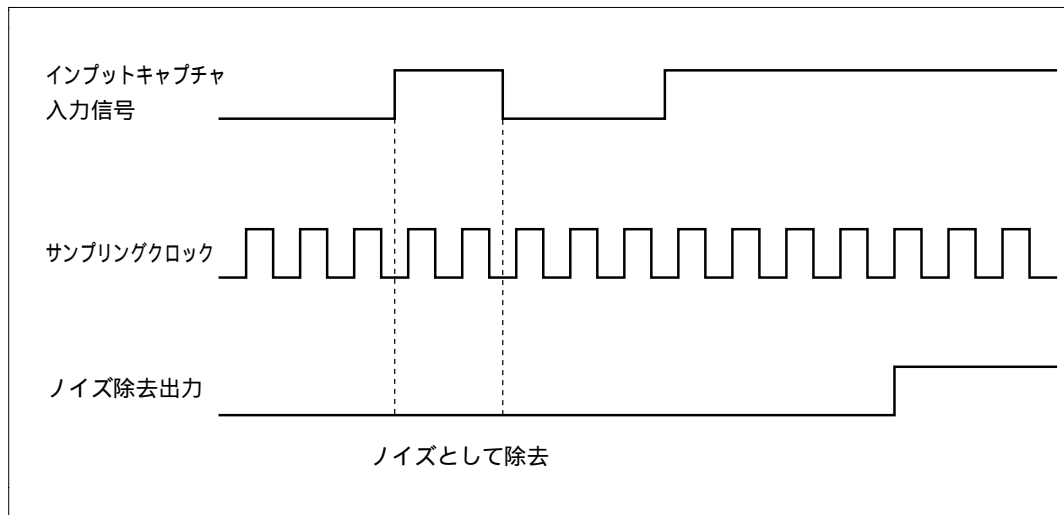 インプットキャプチャ
入力信号
サンプリングクロック
ノイズ除去出力
ノイズとして除去